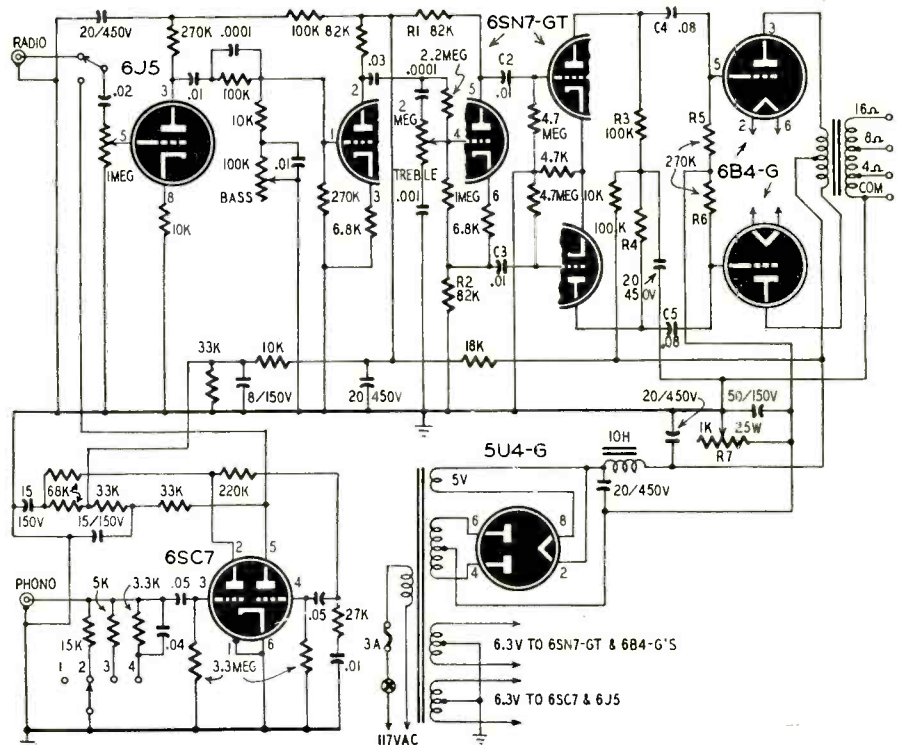 20/450V
270K
.0001
100K
82K
R1 82K
6SN7-GT
C4 .08
3
RADIO
6J5
.03
.0001
2.2MEG
C2
5
.02
3
.01
100K
2
2
MEG
5
.01
4.7
MEG
R3
100K
R5
2
6
16Ω
8Ω
4Ω
COM
5
10K
1
4
4.7K
270K
6B4-G
1MEG
100K
.01
TREBLE
BASS
270K
3
.001
1MEG
6
4.7MEG
10K
100K
R4
R6
8
10K
6.8K
6.8K
C3
.01
R2
82K
20
450V
C5
.08
33K
10K
18K
8/150V
20 450V
20/450V
50/150V
1K
25W
R7
5U4-G
10H
15
150V
68K
33K
33K
220K
5V
20/450V
15/150V
6
8
6SC7
2
5
4
2
PHONO
5K
3.3K
.05
3
4
.05
27K
15K
.04
3A
1
2
3
4
1
6
3.3MEG
.01
6.3V TO 6SN7-GT & 6B4-G'S
6.3V TO 6SC7 & 6J5
117VAC